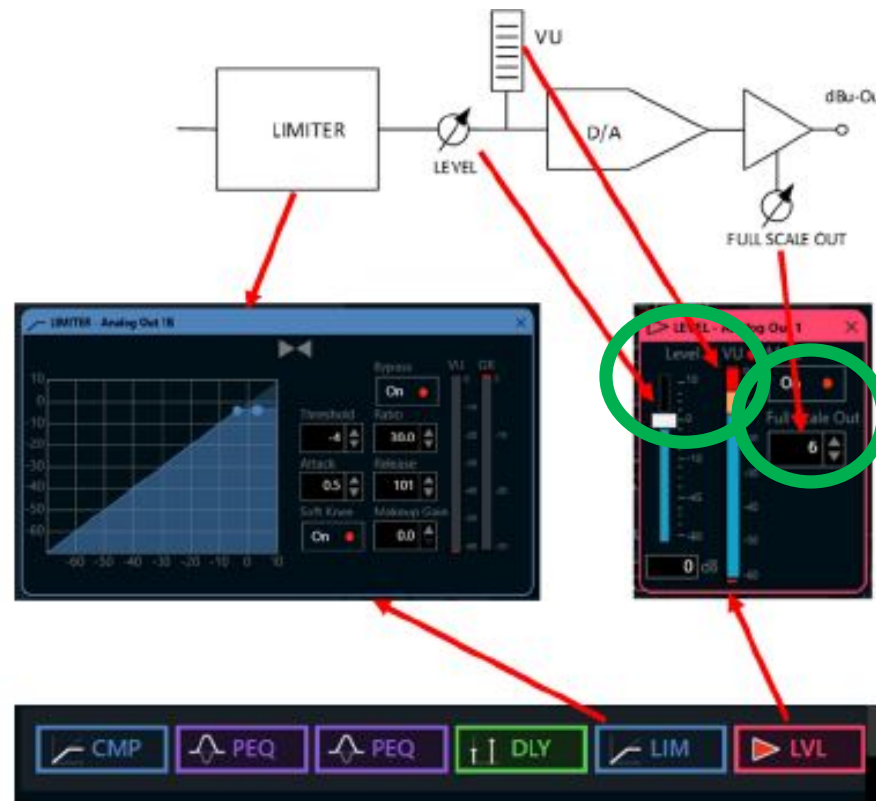 VU
dBu-Ou
LIMITER
D/A
LEVEL
FULL SCALE OUT
LIMITER - Analog Out 1B
Bypass
VU
GR
On
Threshold
Ratio
-4
30.0
Attack
Release
0.5
101
Soft Knee
Makeup Gain
On
0.0
10
0
-10
-20
-30
-40
-50
-60
-60 -50 -40 -30 -20 -10 0 10
LEVEL - Analog Out 1
Level
VU
On
Full Scale Out
6
0 dB
CMP
PEQ
PEQ
DLY
LIM
LVL